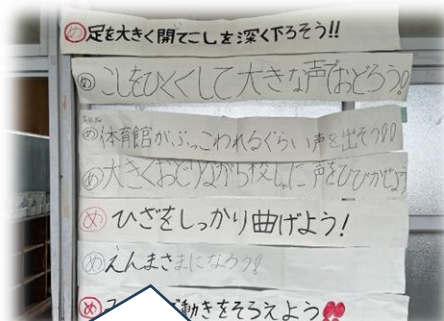 め 足を大きく開てこしを深く下ろそう!!
め こしをひくくして大きな声でおどろう!
め 体育館が、ぶっこわれるぐらい声を出そう!!
め 大きくおどりながら校しゃに声をひびかせよう
め ひざをしっかり曲げよう!
め えんまさまになろう!
め 動きをそろえよう